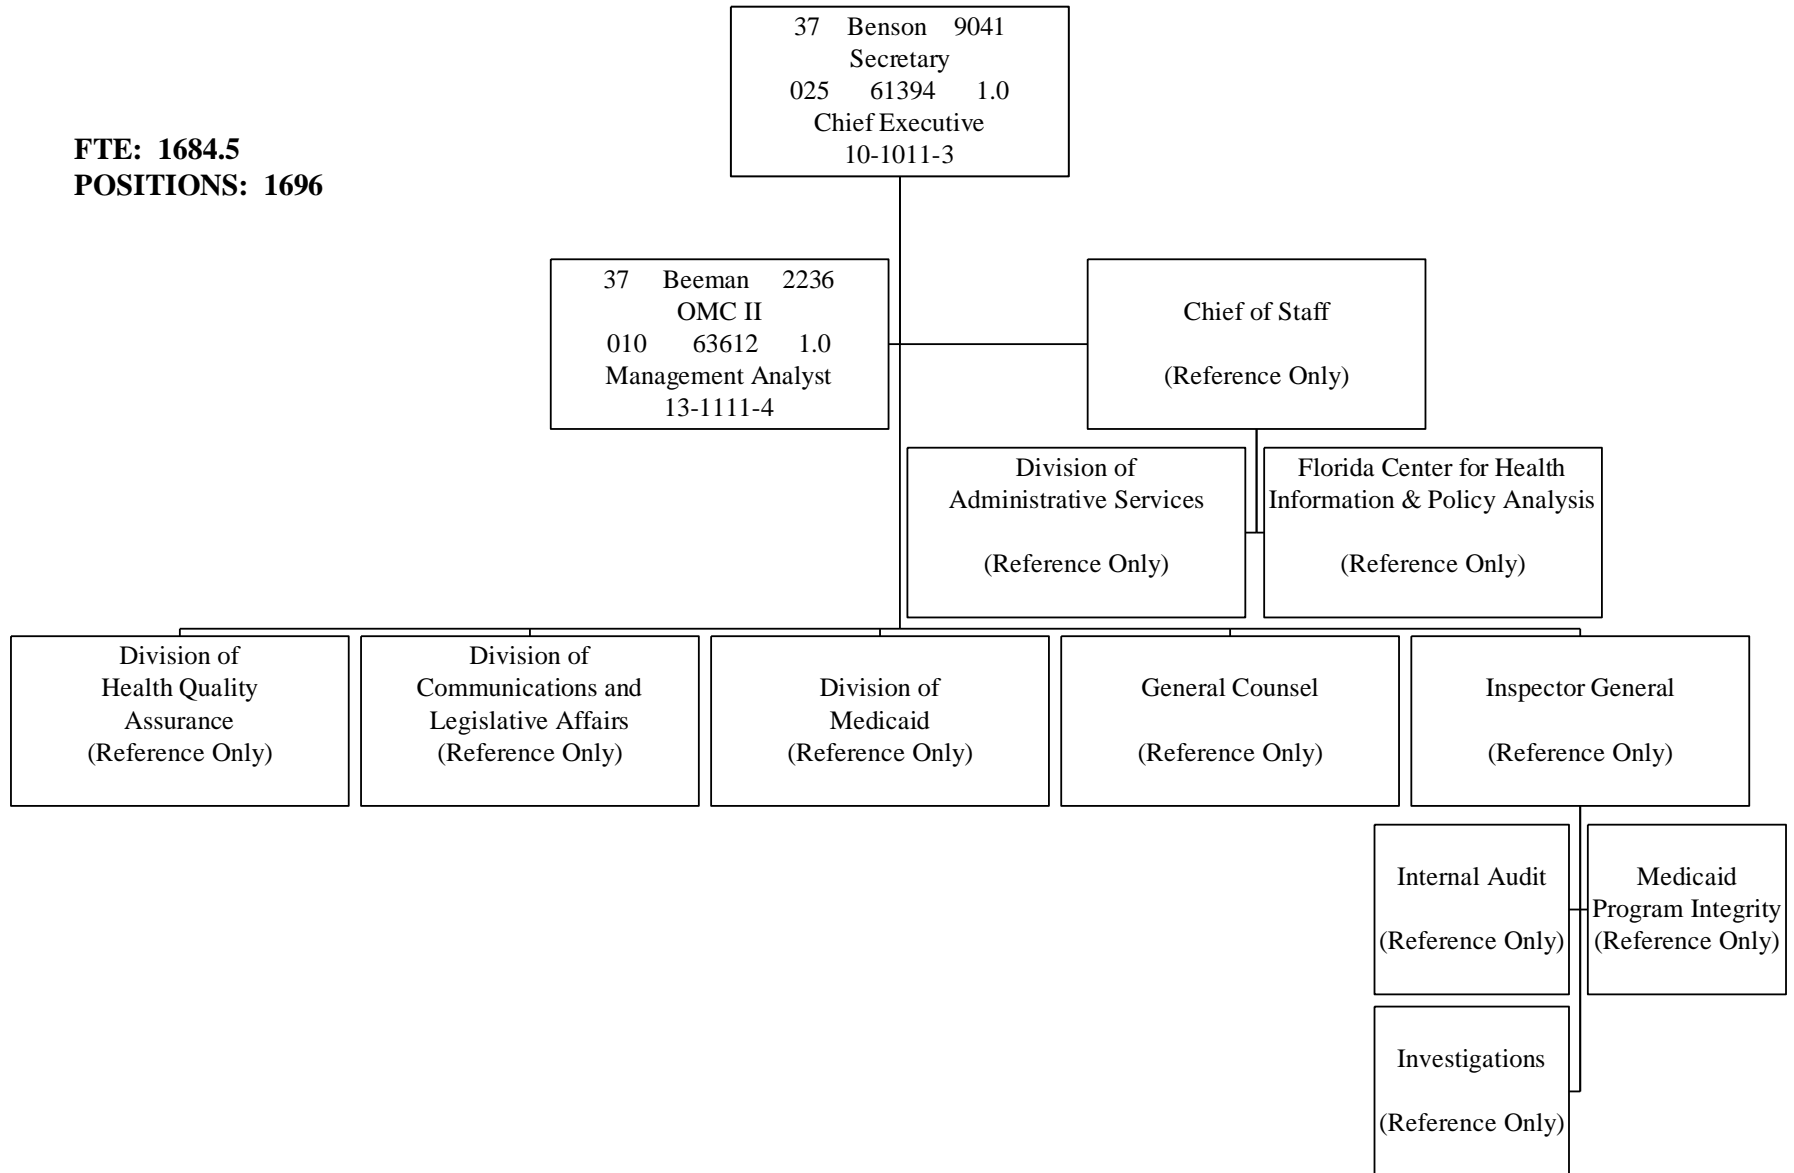 37 Benson 9041
Secretary
025 61394 1.0
Chief Executive
10-1011-3
FTE: 1684.5
POSITIONS: 1696
37 Beeman 2236
OMC II
010 63612 1.0
Management Analyst
13-1111-4
Chief of Staff
(Reference Only)
Division of
Administrative Services
(Reference Only)
Florida Center for Health
Information & Policy Analysis
(Reference Only)
Division of
Health Quality
Assurance
(Reference Only)
Division of
Communications and
Legislative Affairs
(Reference Only)
Division of
Medicaid
(Reference Only)
General Counsel
(Reference Only)
Inspector General
(Reference Only)
Internal Audit
(Reference Only)
Medicaid
Program Integrity
(Reference Only)
Investigations
(Reference Only)